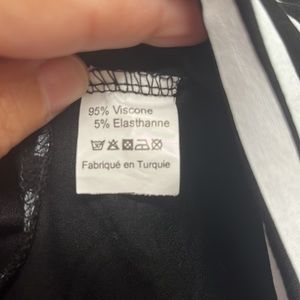 95% Viscone
5% Elasthanne
Fabriqué en Turquie